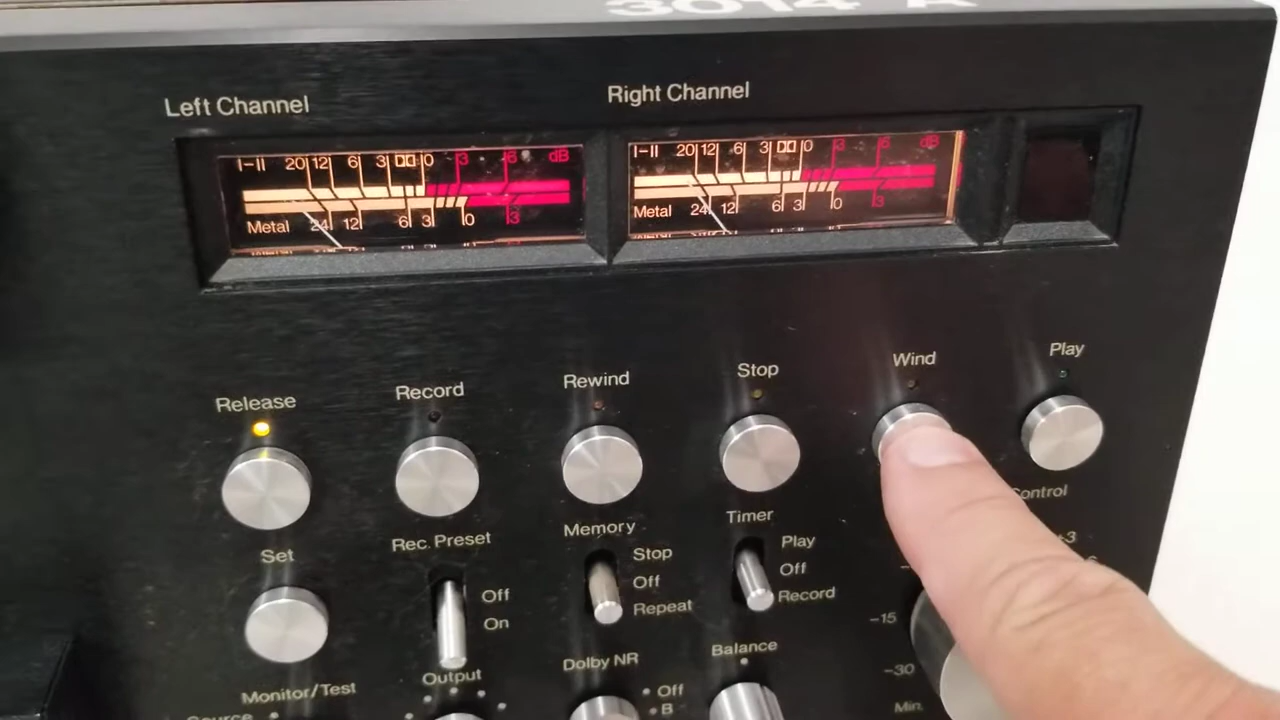 3014 A
Left Channel
Right Channel
I-II 20 12 6 3 0 3 6 dB
Metal 24 12 6 3 0 3
I-II 20 12 6 3 0 3 6 dB
Metal 24 12 6 3 0 3
Release
Record
Rewind
Stop
Wind
Play
Set
Rec. Preset
Off
On
Memory
Stop
Off
Repeat
Timer
Play
Off
Record
Control
+3
-15
-30
Min.
Monitor/Test
Source
Output
Dolby NR
Off
B
Balance